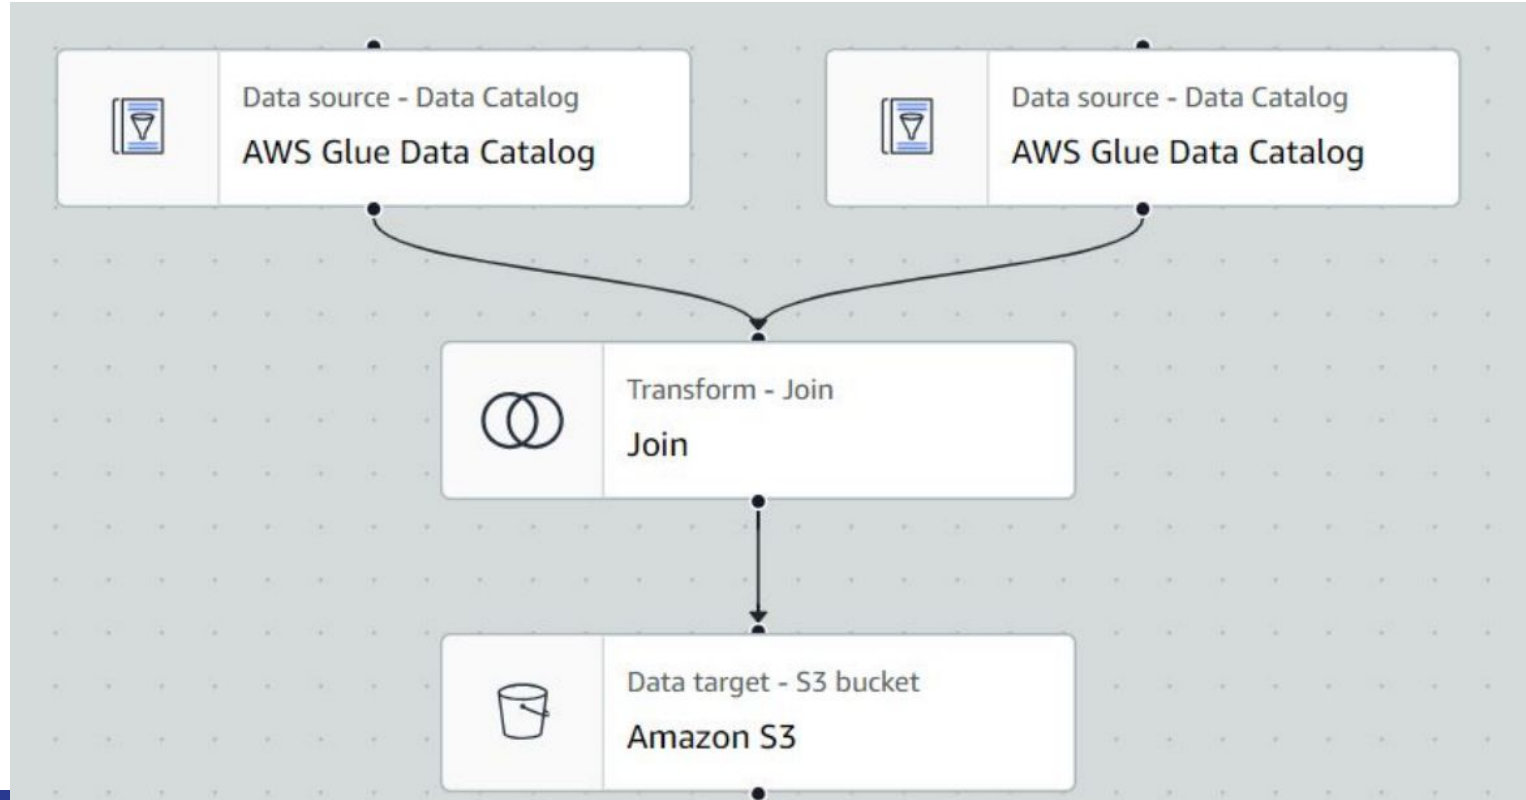 Data source - Data Catalog
AWS Glue Data Catalog
Data source - Data Catalog
AWS Glue Data Catalog
Transform - Join
Join
Data target - S3 bucket
Amazon S3